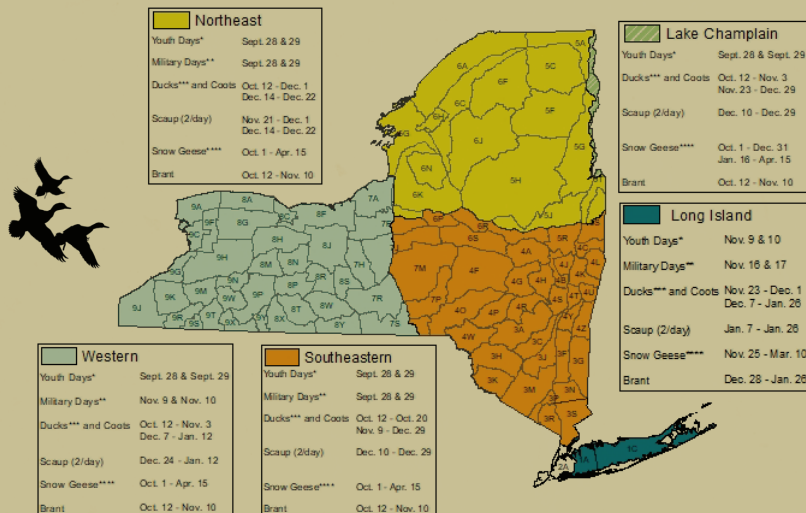 Northeast
Youth Days* Sept. 28 & 29
Military Days** Sept. 28 & 29
Ducks*** and Coots Oct. 12 - Dec. 1
Dec. 14 - Dec. 22
Scaup (2/day) Nov. 21 - Dec. 1
Dec. 14 - Dec. 22
Snow Geese**** Oct. 1 - Apr. 15
Brant Oct. 12 - Nov. 10
Lake Champlain
Youth Days* Sept. 28 & Sept. 29
Ducks*** and Coots Oct. 12 - Nov. 3
Nov. 23 - Dec. 29
Scaup (2/day) Dec. 10 - Dec. 29
Snow Geese**** Oct. 1 - Dec. 31
Jan. 16 - Apr. 15
Brant Oct. 12 - Nov. 10
Long Island
Youth Days* Nov. 9 & 10
Military Days** Nov. 16 & 17
Ducks*** and Coots Nov. 23 - Dec. 1
Dec. 7 - Jan. 26
Scaup (2/day) Jan. 7 - Jan. 26
Snow Geese**** Nov. 25 - Mar. 10
Brant Dec. 28 - Jan. 26
Western
Youth Days* Sept. 28 & Sept. 29
Military Days** Nov. 9 & Nov. 10
Ducks*** and Coots Oct. 12 - Nov. 3
Dec. 7 - Jan. 12
Scaup (2/day) Dec. 24 - Jan. 12
Snow Geese**** Oct. 1 - Apr. 15
Brant Oct. 12 - Nov. 10
Southeastern
Youth Days* Sept. 28 & 29
Military Days** Sept. 28 & 29
Ducks*** and Coots Oct. 12 - Oct. 20
Nov. 9 - Dec. 29
Scaup (2/day) Dec. 10 - Dec. 29
Snow Geese**** Oct. 1 - Apr. 15
Brant Oct. 12 - Nov. 10
5A
6A 5C
6C 6F
6G 6H
6J 5G
6N
6K 5H
5J 5T
9A 8A 8F 7A
9F 8G 8C
9C
9H 8H 8J 7F
9G 8M 8N 7H
9K 9M 9N 8R 8S
9J 9W 9P 8P 8W 7R
9R 9T 8X 8T
9S 9X 9Y 8Y 7S
6P 6R 5R 5S
6S 4A 4C
7M 4F 4J 4L
4G 4H 4B 4K
7P 4R 4S 4T 4U
4O 4P 4Y
4W 3A 4Z
3C
3H 3J 3F 3G
3K 3M 3N
3P
3R 3S
2A 1A 1C